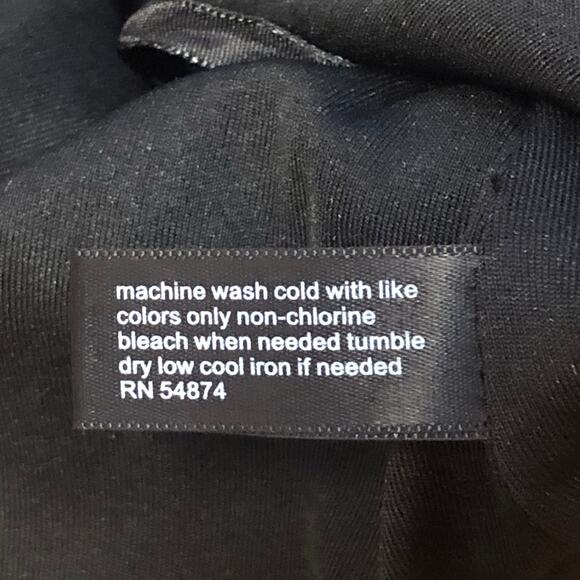 machine wash cold with like
colors only non-chlorine
bleach when needed tumble
dry low cool iron if needed
RN 54874